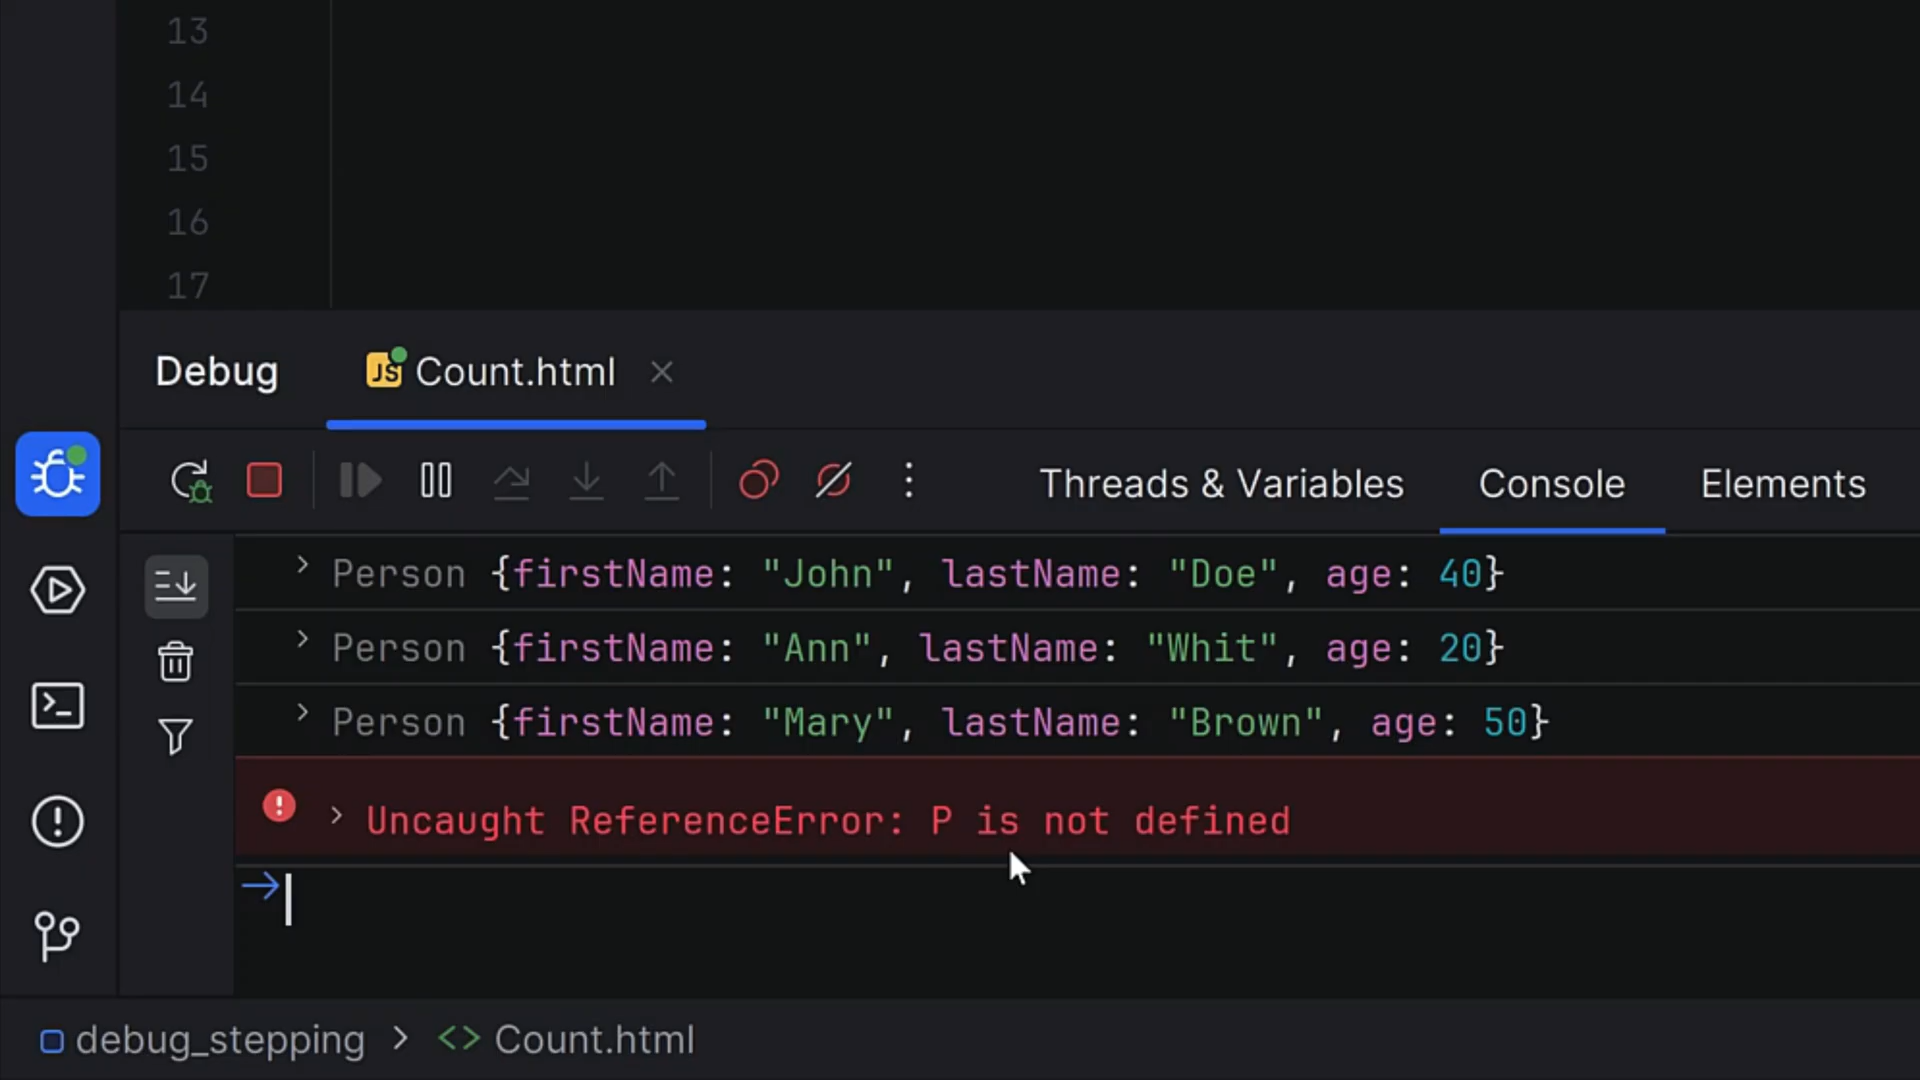 13
14
15
16
17
Debug JS Count.html
Threads & Variables Console Elements
Person {firstName: "John", lastName: "Doe", age: 40}
Person {firstName: "Ann", lastName: "Whit", age: 20}
Person {firstName: "Mary", lastName: "Brown", age: 50}
Uncaught ReferenceError: P is not defined
debug_stepping > <> Count.html